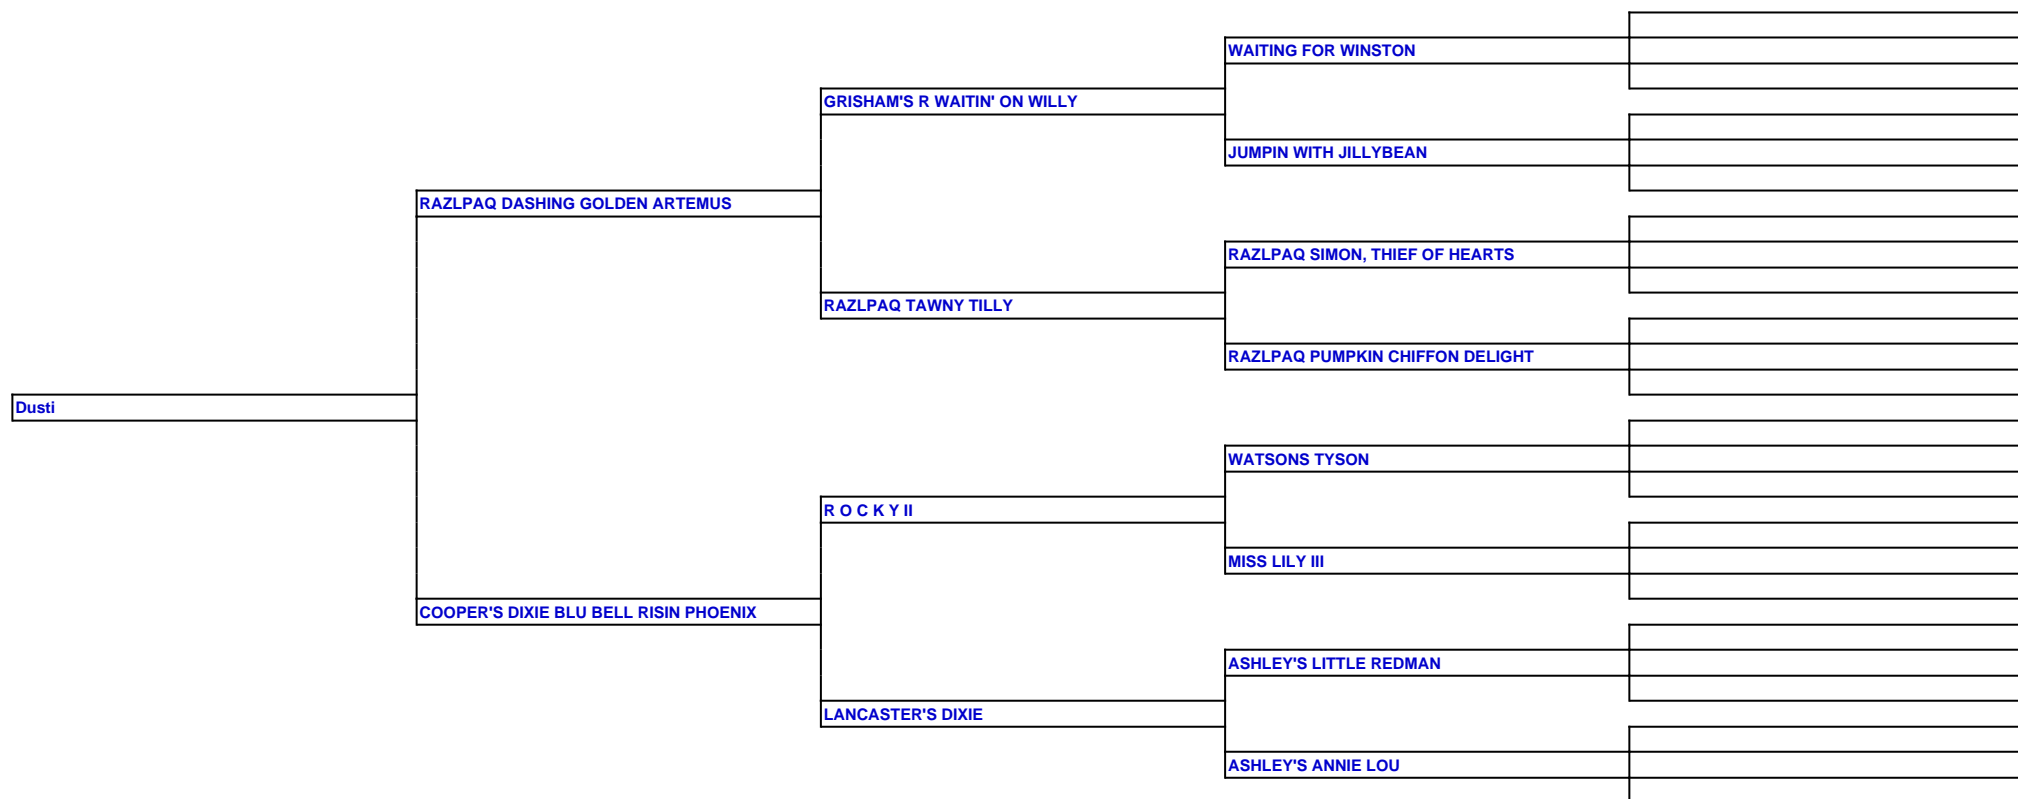 WAITING FOR WINSTON
GRISHAM'S R WAITIN' ON WILLY
JUMPIN WITH JILLYBEAN
RAZLPAQ DASHING GOLDEN ARTEMUS
RAZLPAQ SIMON, THIEF OF HEARTS
RAZLPAQ TAWNY TILLY
RAZLPAQ PUMPKIN CHIFFON DELIGHT
Dusti
WATSONS TYSON
R O C K Y II
MISS LILY III
COOPER'S DIXIE BLU BELL RISIN PHOENIX
ASHLEY'S LITTLE REDMAN
LANCASTER'S DIXIE
ASHLEY'S ANNIE LOU